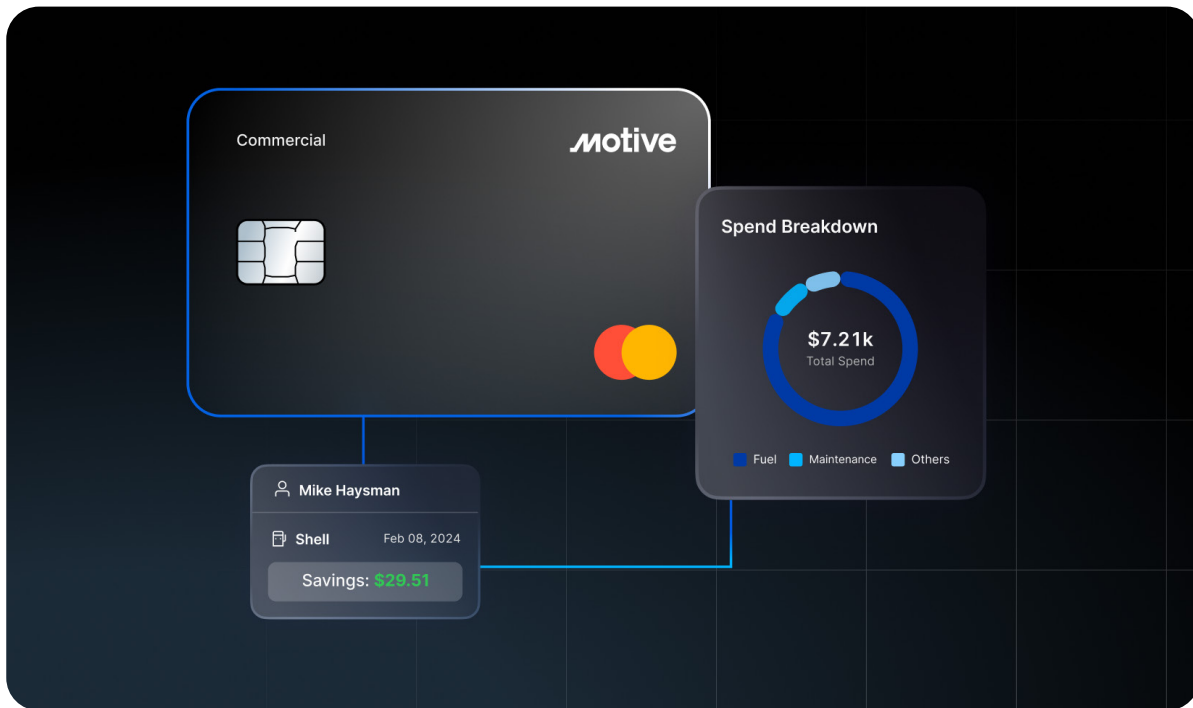 Commercial
motive
Spend Breakdown
$7.21k
Total Spend
Fuel Maintenance Others
Mike Haysman
Shell Feb 08, 2024
Savings: $29.51